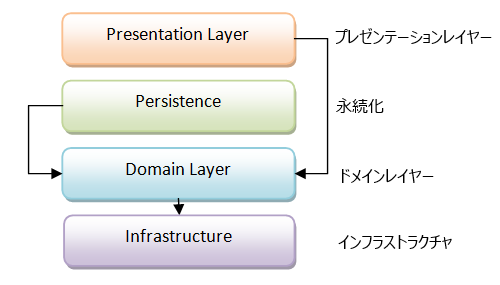 Presentation Layer
プレゼンテーションレイヤー
Persistence
永続化
Domain Layer
ドメインレイヤー
Infrastructure
インフラストラクチャ